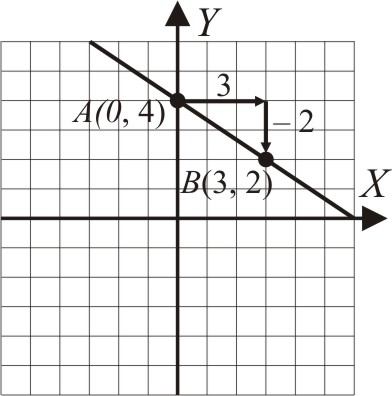 Y
3
A(0, 4)
–2
B(3, 2)
X